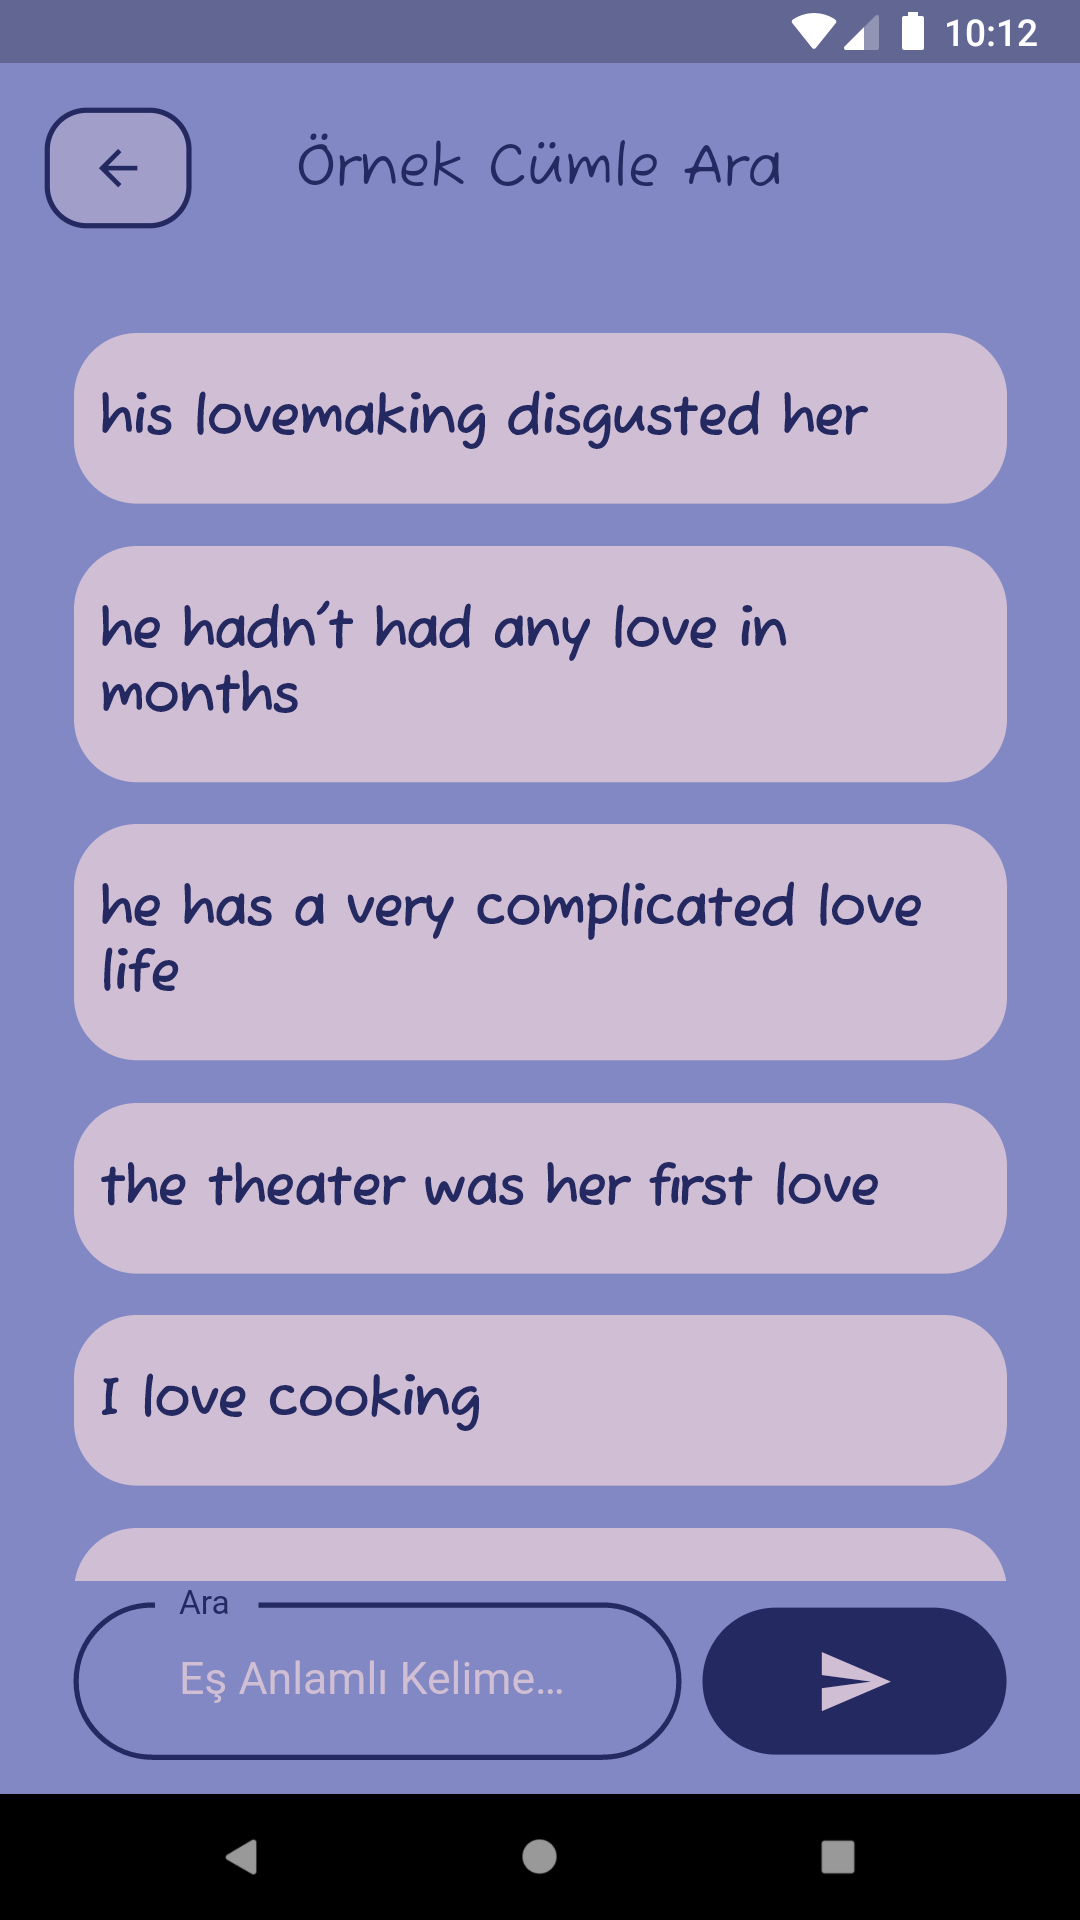 10:12
Örnek Cümle Ara
his lovemaking disgusted her
he hadn't had any love in
months
he has a very complicated love
life
the theater was her first love
I love cooking
Ara
Eş Anlamlı Kelime...